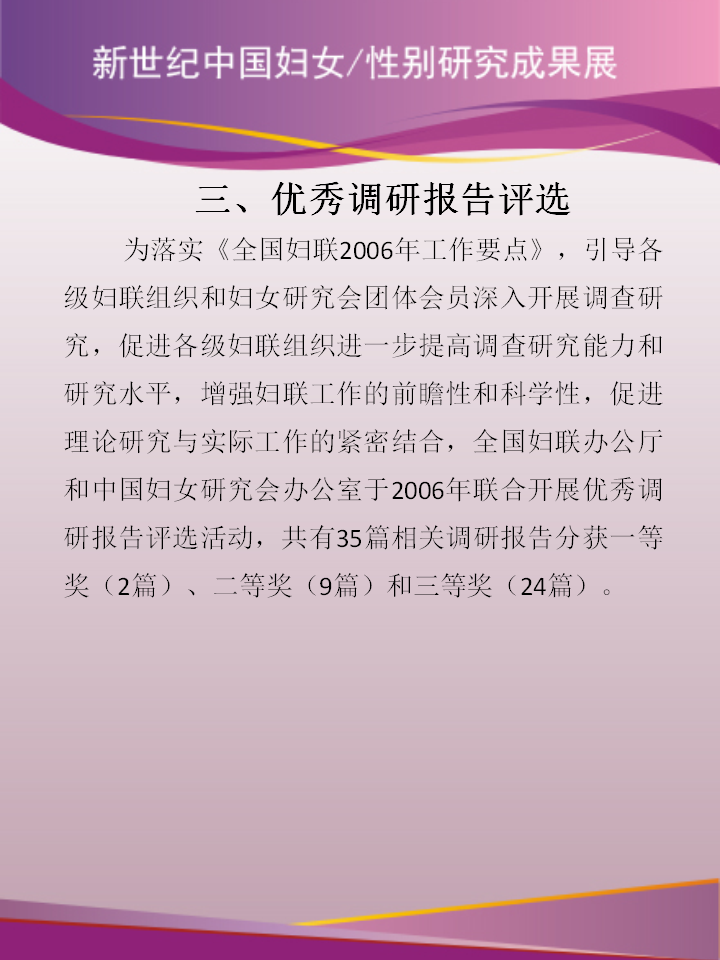 新世纪中国妇女/性别研究成果展
三、优秀调研报告评选
为落实《全国妇联2006年工作要点》，引导各
级妇联组织和妇女研究会团体会员深入开展调查研
究，促进各级妇联组织进一步提高调查研究能力和
研究水平，增强妇联工作的前瞻性和科学性，促进
理论研究与实际工作的紧密结合，全国妇联办公厅
和中国妇女研究会办公室于2006年联合开展优秀调
研报告评选活动，共有35篇相关调研报告分获一等
奖（2篇）、二等奖（9篇）和三等奖（24篇）。